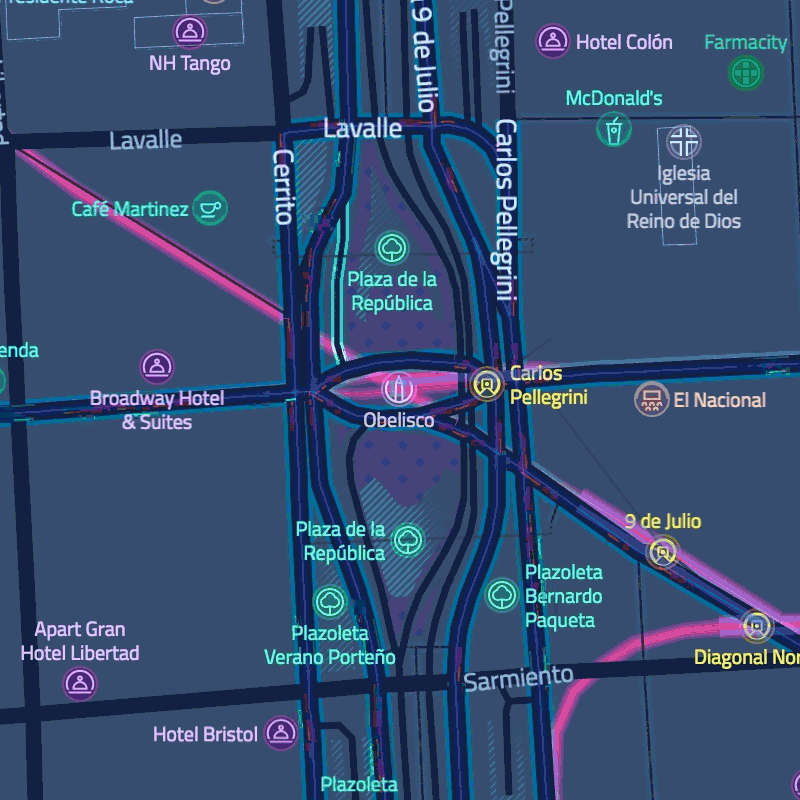 NH Tango
9 de Julio
Pellegrini
Hotel Colón
Farmacity
McDonald's
Lavalle
Lavalle
Cerrito
Carlos Pellegrini
Iglesia
Universal del
Reino de Dios
Café Martinez
Plaza de la
República
Carlos
Pellegrini
Broadway Hotel
& Suites
Obelisco
El Nacional
9 de Julio
Plaza de la
República
Plazoleta
Bernardo
Paqueta
Plazoleta
Verano Porteño
Apart Gran
Hotel Libertad
Diagonal Nor
Sarmiento
Hotel Bristol
Plazoleta